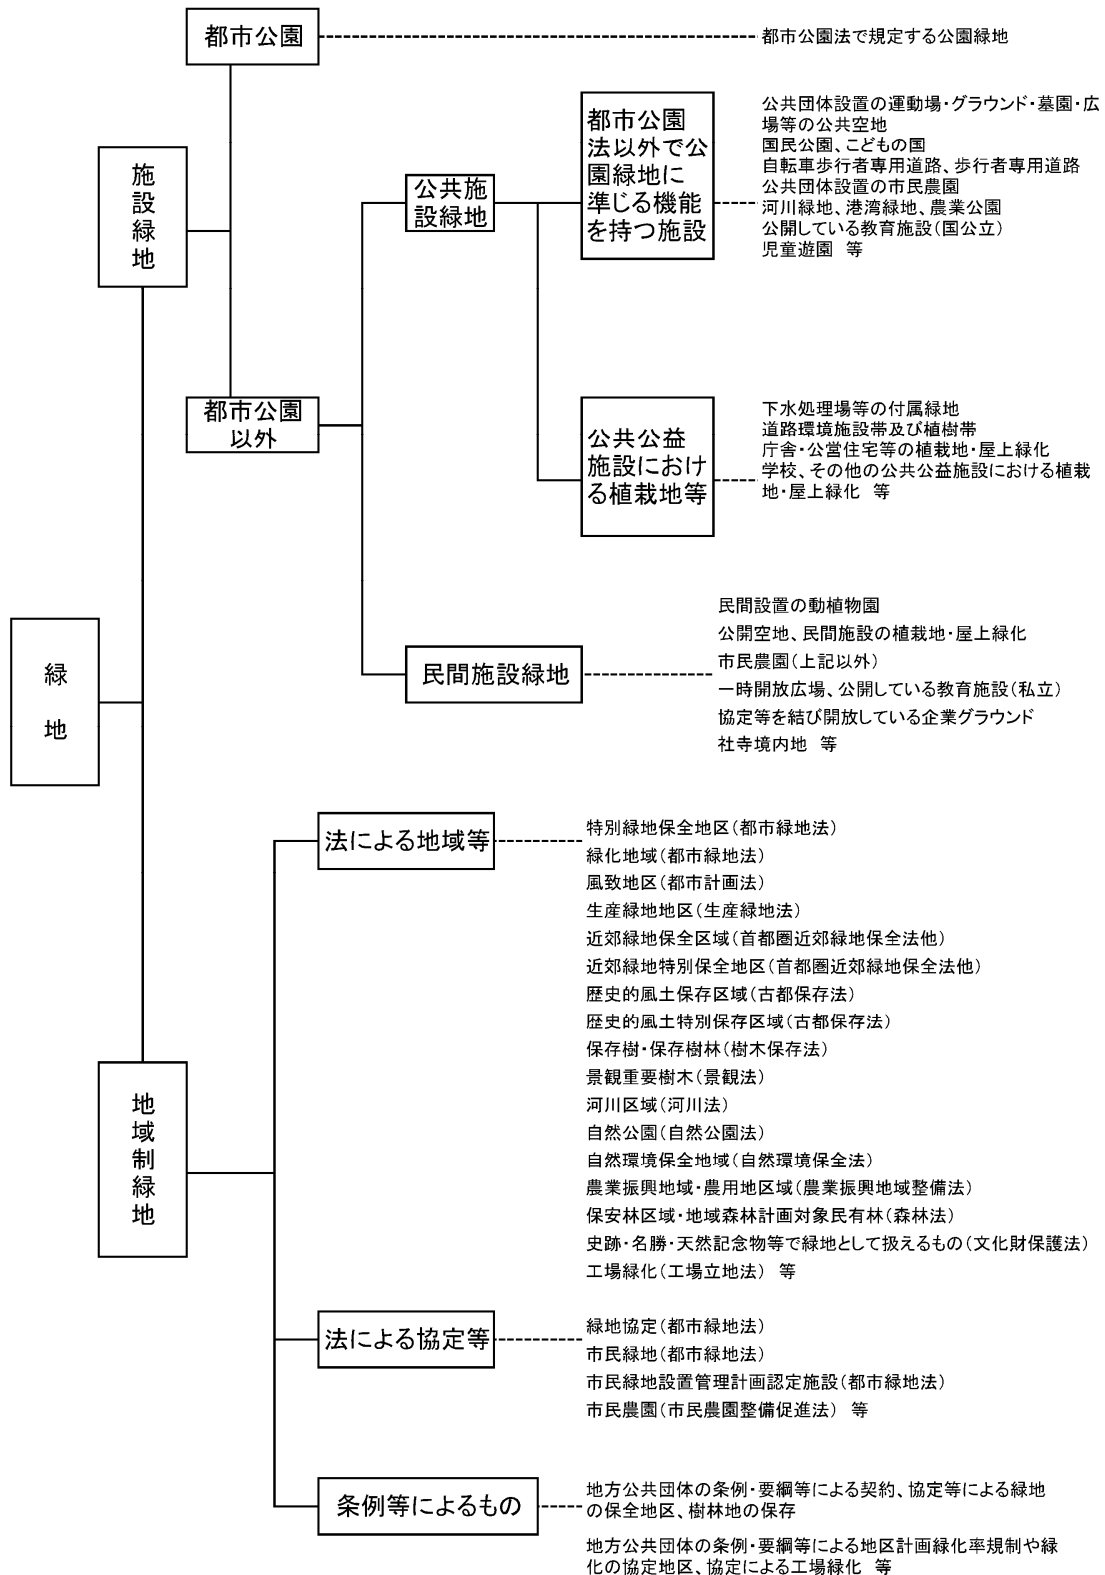 都市公園
都市公園法で規定する公園緑地
施設緑地
公共施
設緑地
都市公園
法以外で公
園緑地に
準じる機能
を持つ施設
公共団体設置の運動場・グラウンド・墓園・広
場等の公共空地
国民公園、こどもの国
自転車歩行者専用道路、歩行者専用道路
公共団体設置の市民農園
河川緑地、港湾緑地、農業公園
公開している教育施設(国公立)
児童遊園 等
都市公園
以外
公共公益
施設におけ
る植栽地等
下水処理場等の付属緑地
道路環境施設帯及び植樹帯
庁舎・公営住宅等の植栽地・屋上緑化
学校、その他の公共公益施設における植栽
地・屋上緑化 等
緑地
民間施設緑地
民間設置の動植物園
公開空地、民間施設の植栽地・屋上緑化
市民農園(上記以外)
一時開放広場、公開している教育施設(私立)
協定等を結び開放している企業グラウンド
社寺境内地 等
地域制緑地
法による地域等
特別緑地保全地区(都市緑地法)
緑化地域(都市緑地法)
風致地区(都市計画法)
生産緑地地区(生産緑地法)
近郊緑地保全区域(首都圏近郊緑地保全法他)
近郊緑地特別保全地区(首都圏近郊緑地保全法他)
歴史的風土保存区域(古都保存法)
歴史的風土特別保存区域(古都保存法)
保存樹・保存樹林(樹木保存法)
景観重要樹木(景観法)
河川区域(河川法)
自然公園(自然公園法)
自然環境保全地域(自然環境保全法)
農業振興地域・農用地区域(農業振興地域整備法)
保安林区域・地域森林計画対象民有林(森林法)
史跡・名勝・天然記念物等で緑地として扱えるもの(文化財保護法)
工場緑化(工場立地法) 等
法による協定等
緑地協定(都市緑地法)
市民緑地(都市緑地法)
市民緑地設置管理計画認定施設(都市緑地法)
市民農園(市民農園整備促進法) 等
条例等によるもの
地方公共団体の条例・要綱等による契約、協定等による緑地
の保全地区、樹林地の保存
地方公共団体の条例・要綱等による地区計画緑化率規制や緑
化の協定地区、協定による工場緑化 等